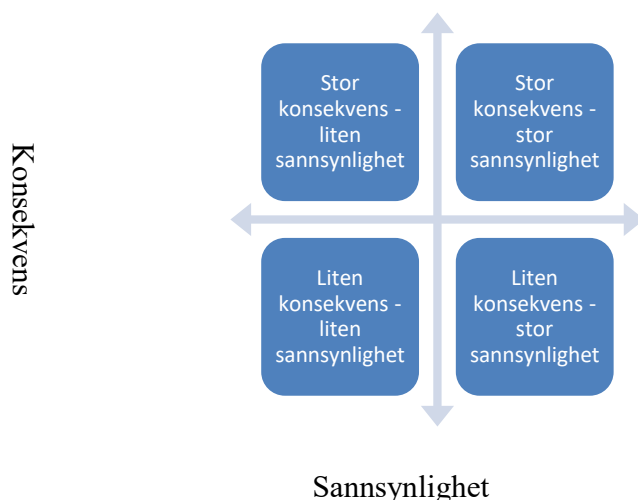 Konsekvens
Stor
konsekvens -
liten
sannsynlighet
Stor
konsekvens -
stor
sannsynlighet
Liten
konsekvens -
liten
sannsynlighet
Liten
konsekvens -
stor
sannsynlighet
Sannsynlighet